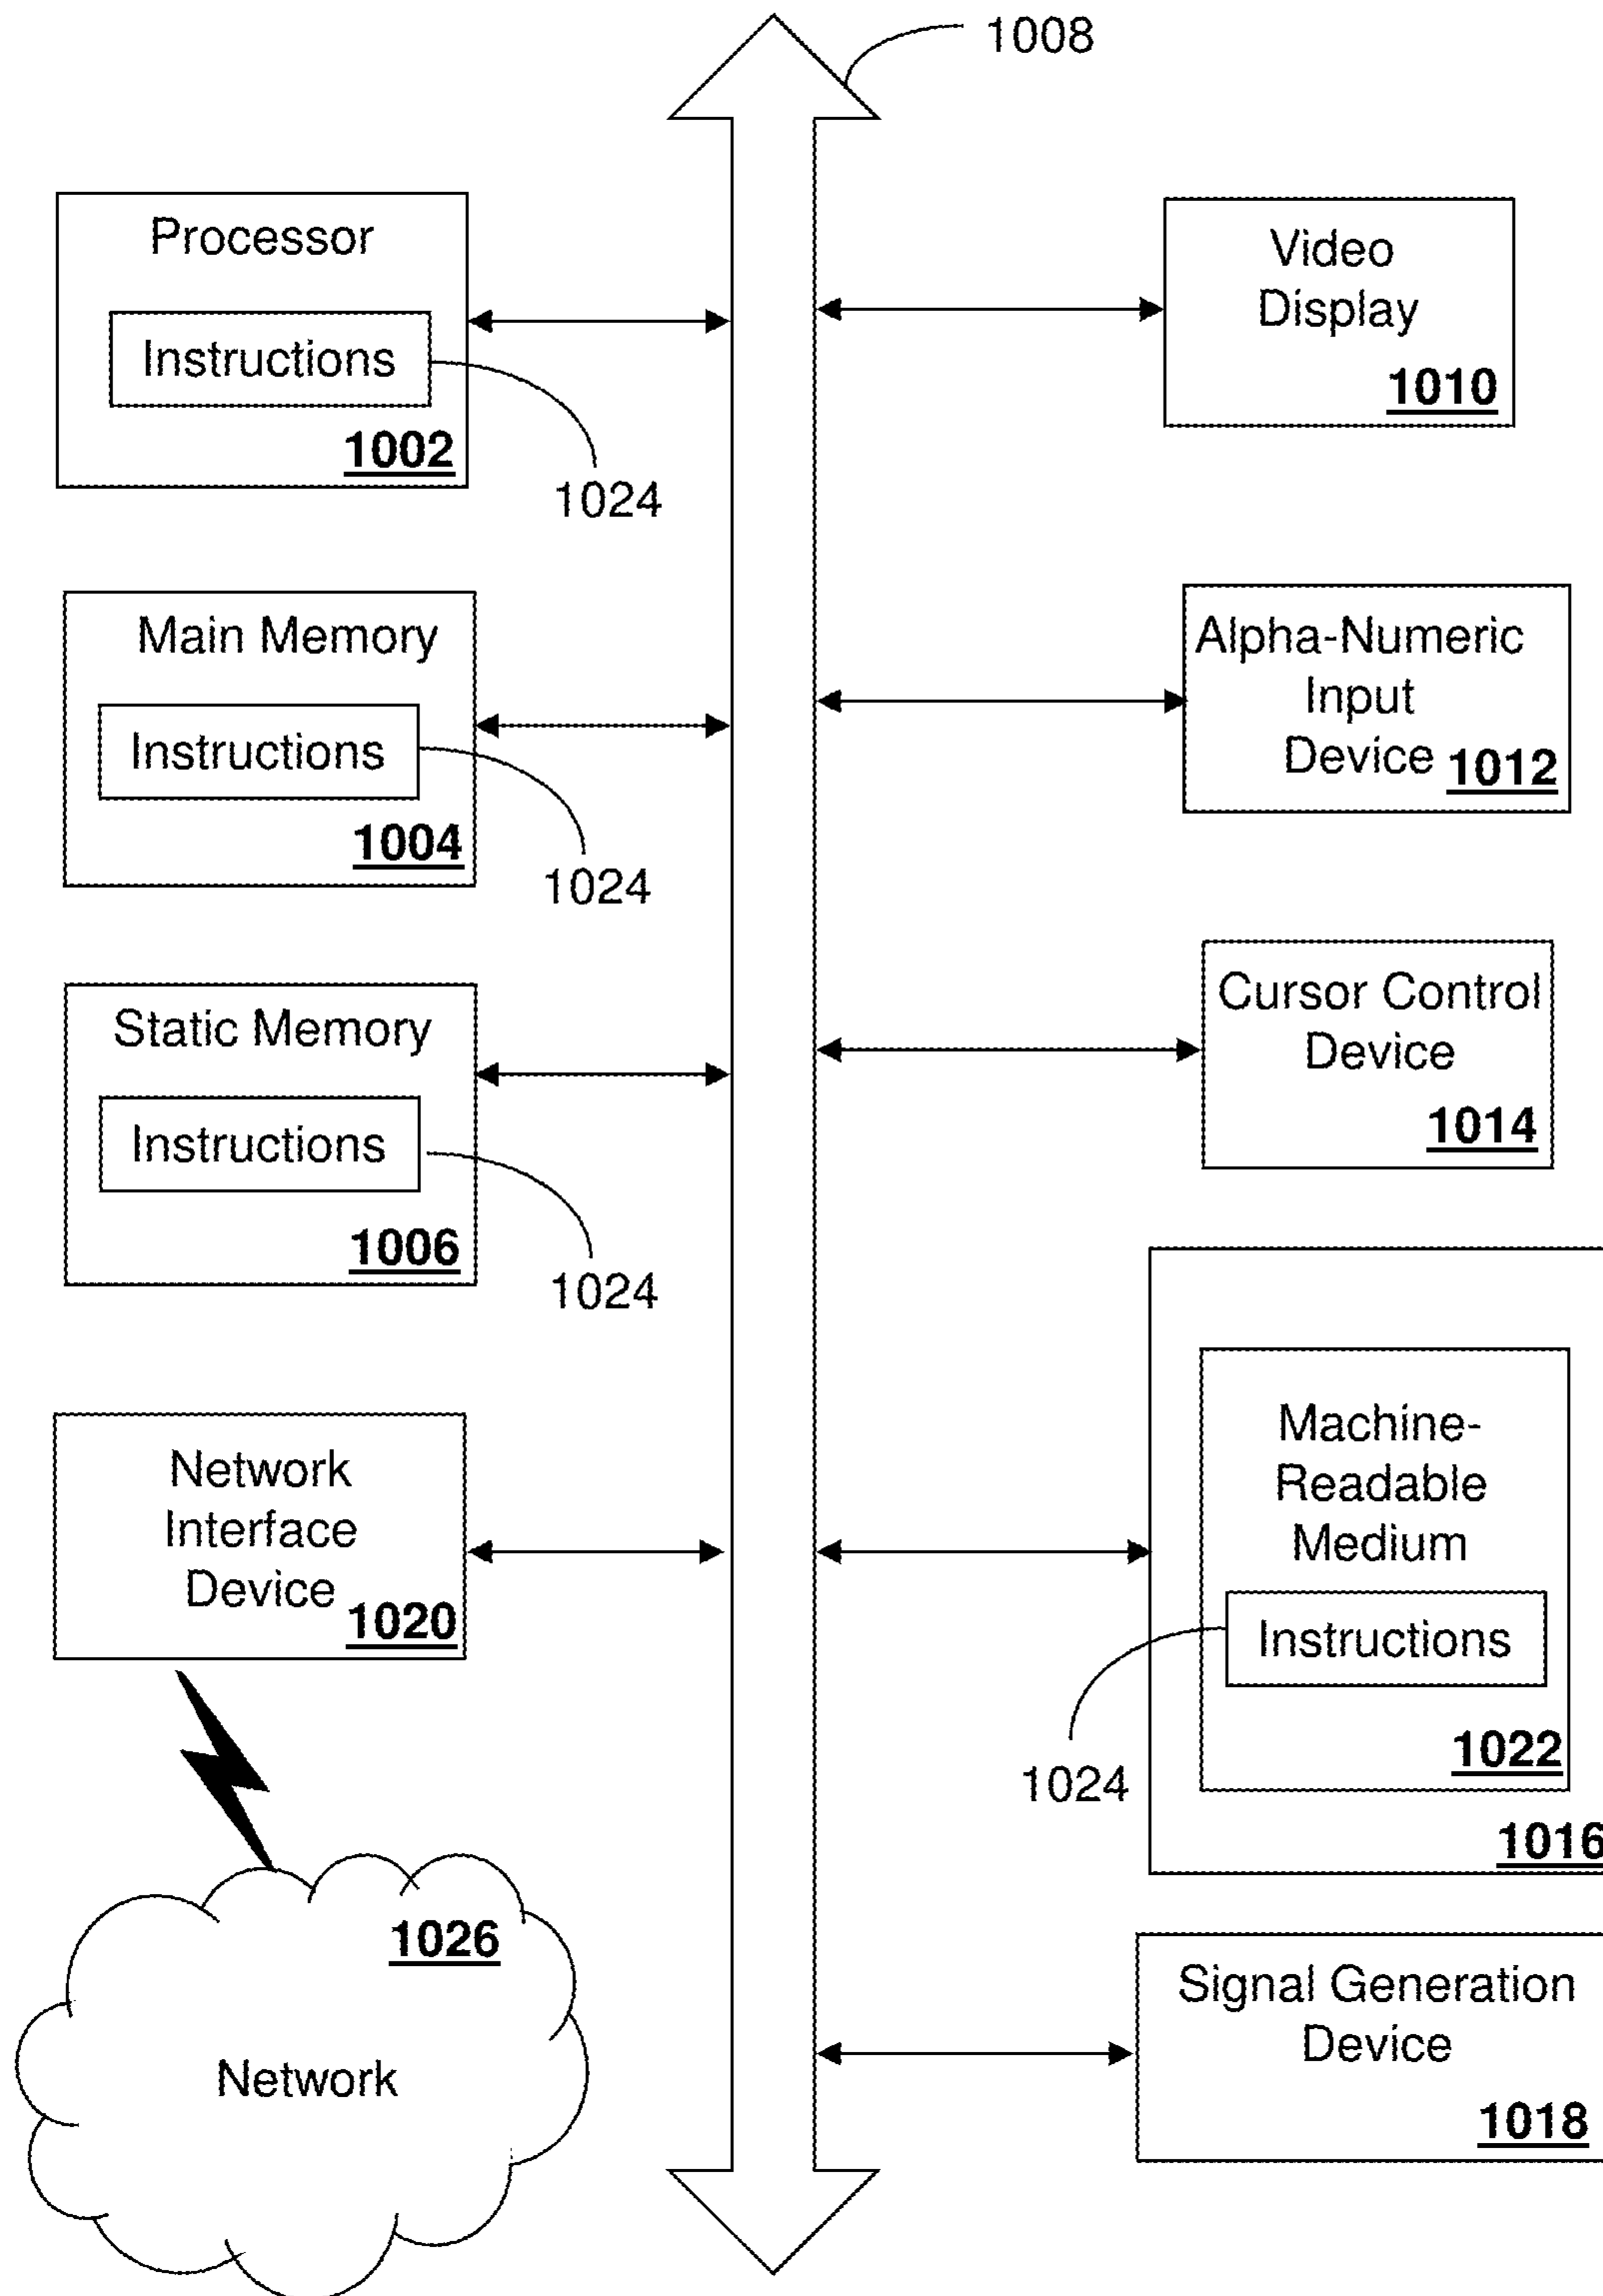 1008
Processor
Instructions
1002
1024
Main Memory
Instructions
1004
1024
Static Memory
Instructions
1006
1024
Network
Interface
Device
1020
1026
Network
Video
Display
1010
Alpha-Numeric
Input
Device
1012
Cursor Control
Device
1014
Machine-
Readable
Medium
Instructions
1022
1024
1016
Signal Generation
Device
1018